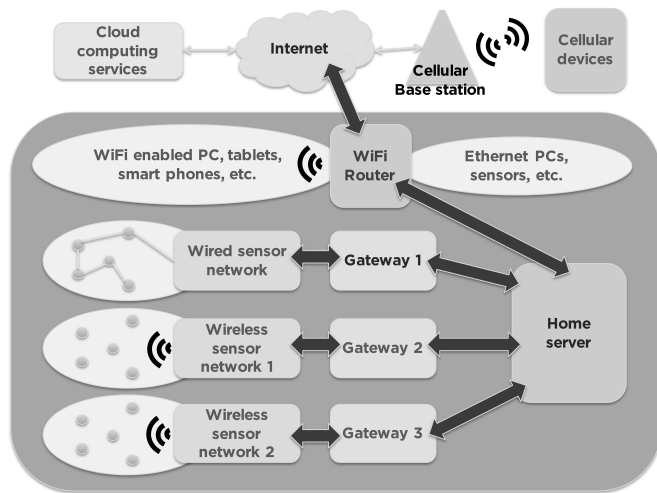 Cloud
computing
services
Internet
Cellular
Base station
Cellular
devices
WiFi enabled PC, tablets,
smart phones, etc.
WiFi
Router
Ethernet PCs,
sensors, etc.
Wired sensor
network
Gateway 1
Wireless
sensor
network 1
Gateway 2
Home
server
Wireless
sensor
network 2
Gateway 3